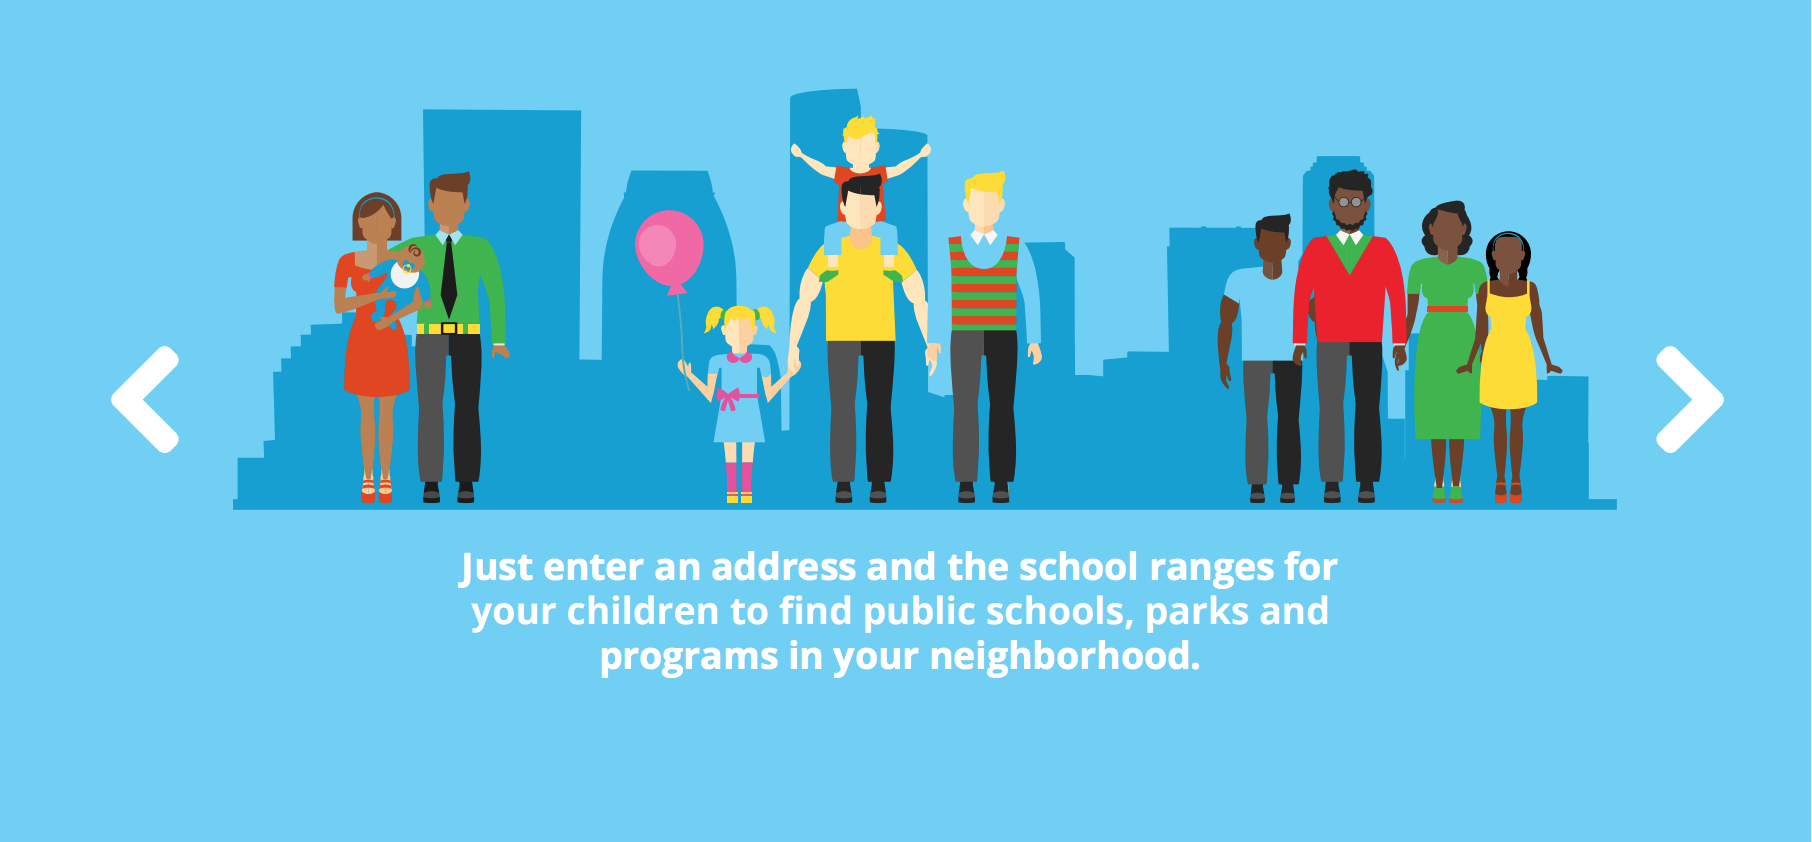 Just enter an address and the school ranges for
your children to find public schools, parks and
programs in your neighborhood.